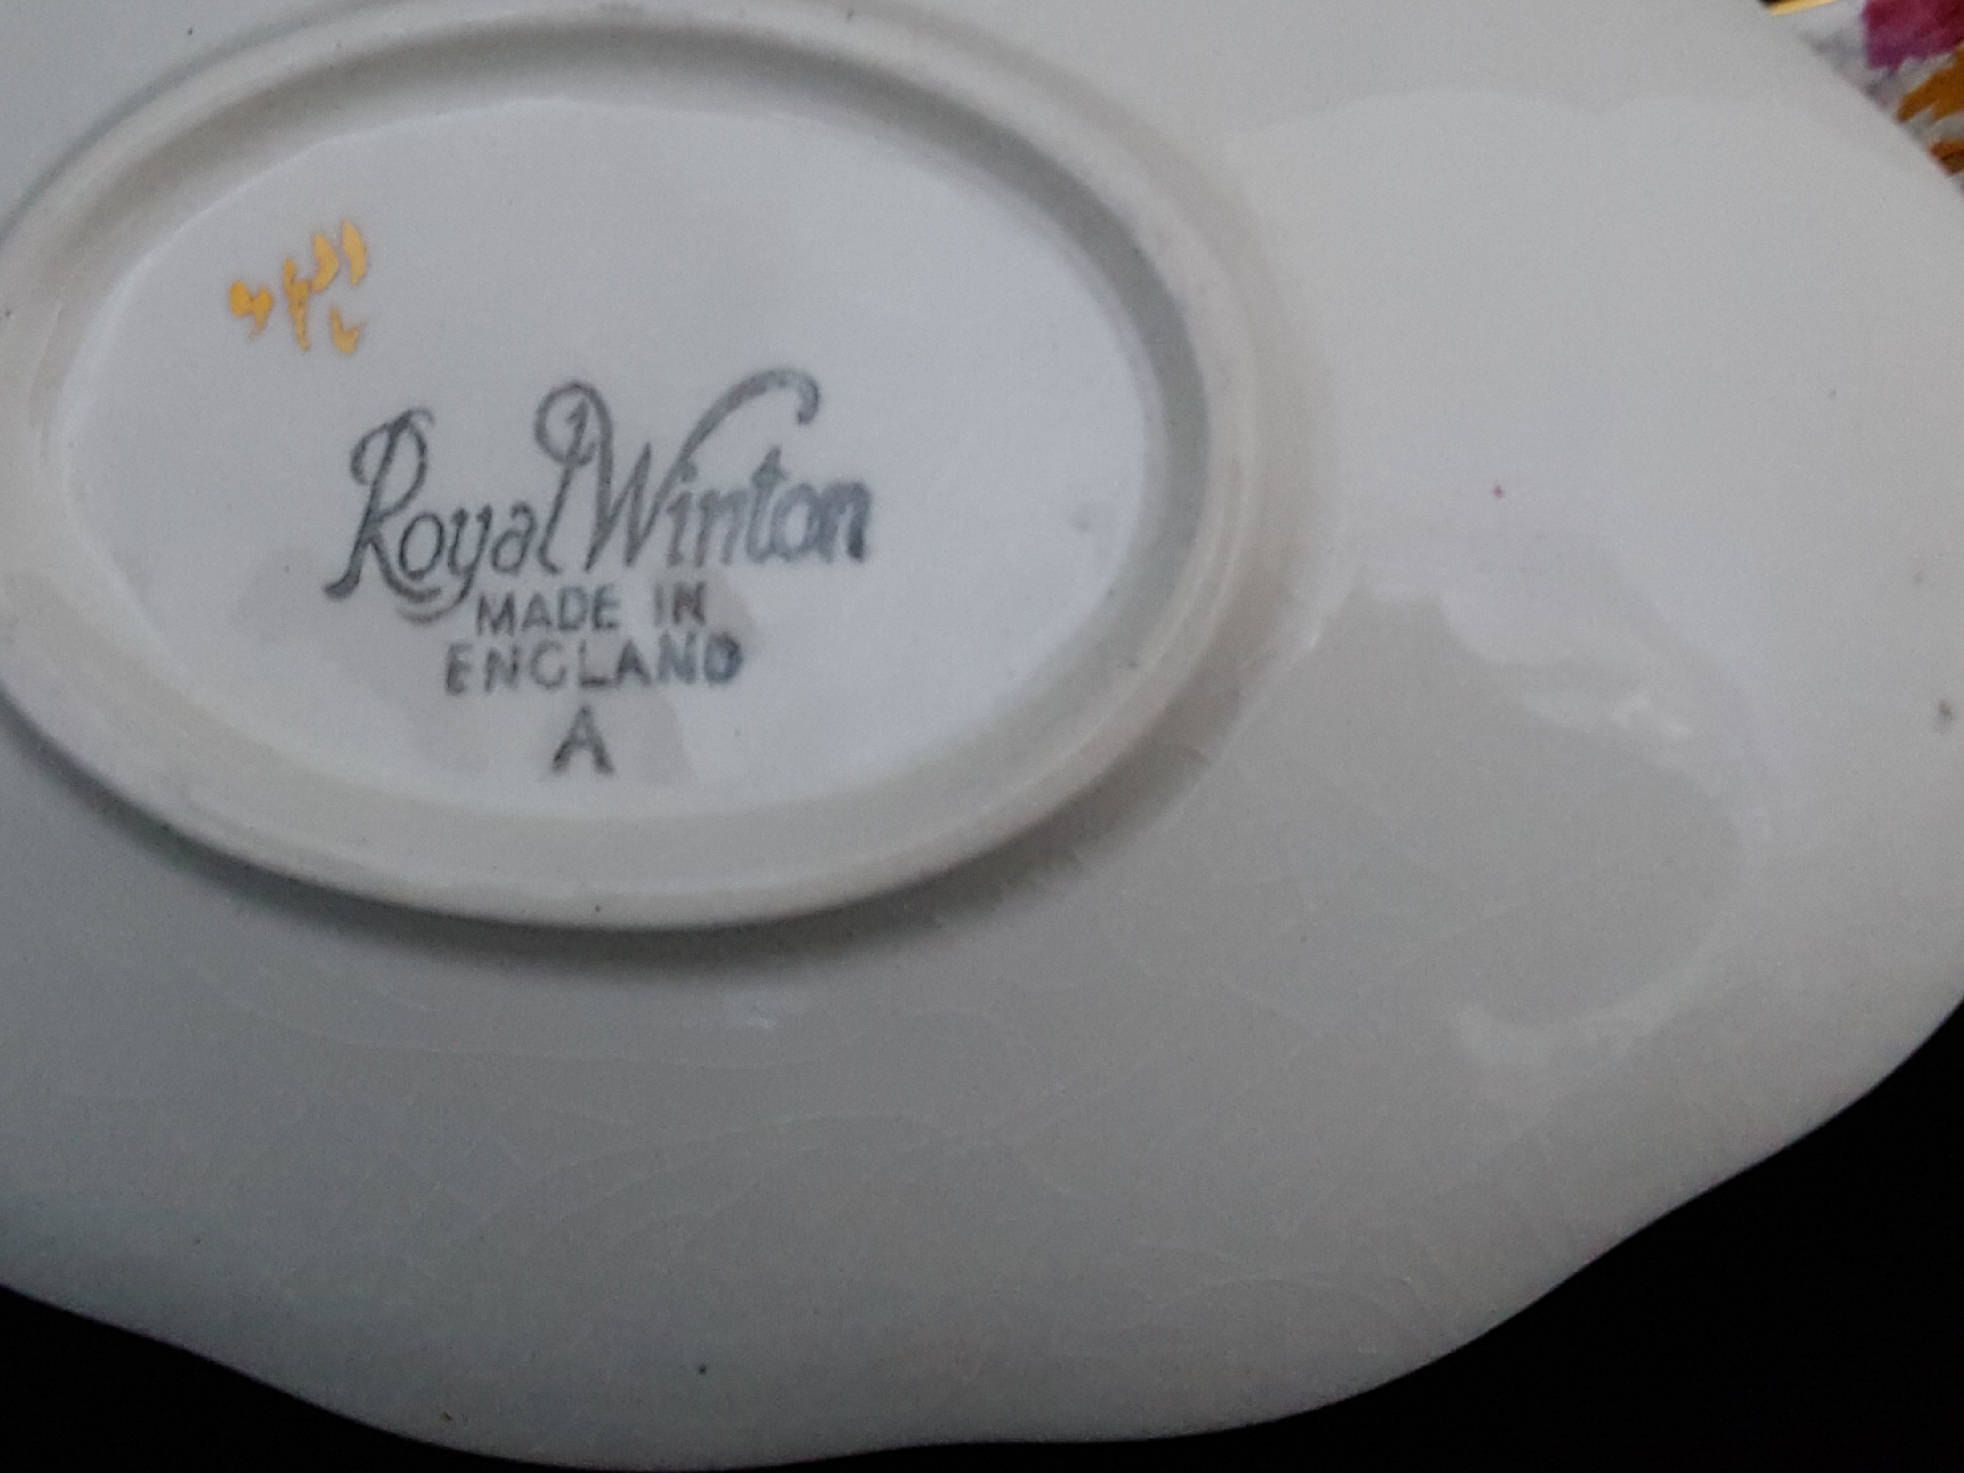 Royal Winton
MADE IN
ENGLAND
A